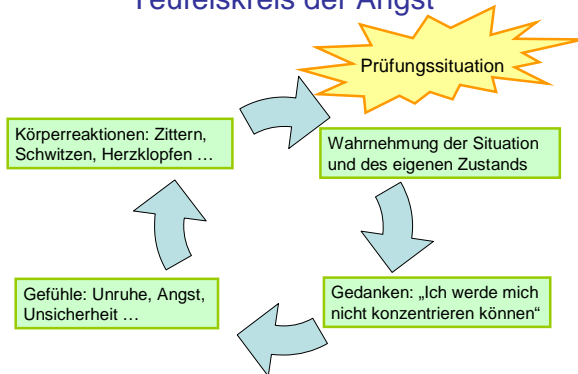 Teufelskreis der Angst
Prüfungssituation
Körperreaktionen: Zittern,
Schwitzen, Herzklopfen …
Wahrnehmung der Situation
und des eigenen Zustands
Gefühle: Unruhe, Angst,
Unsicherheit …
Gedanken: „Ich werde mich
nicht konzentrieren können“